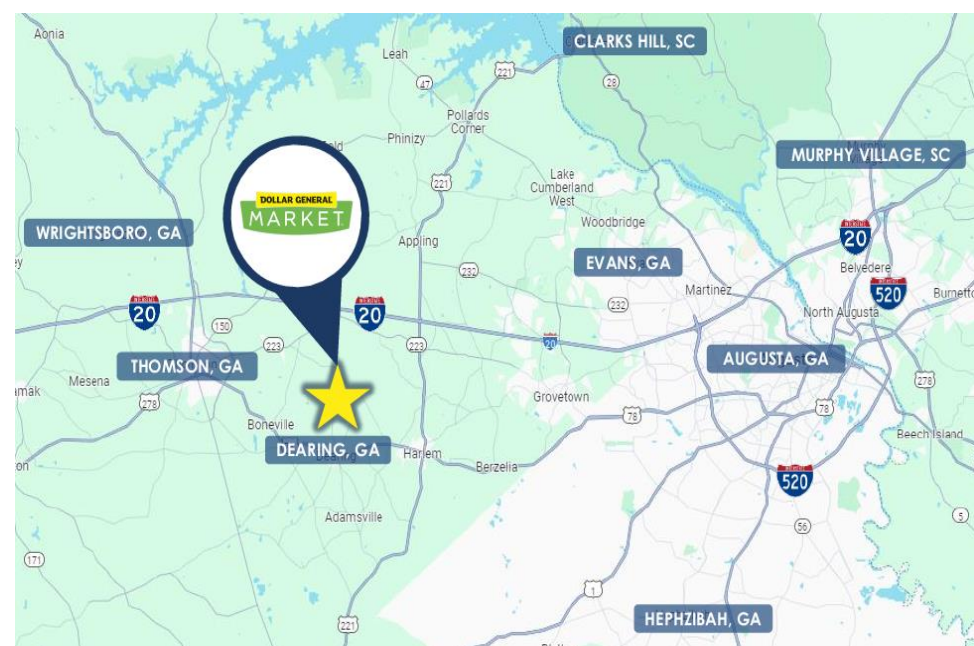 Aonia
Leah
CLARKS HILL, SC
221
47
28
Pollards
Corner
Phinizy
MURPHY VILLAGE, SC
221
Lake
Cumberland
West
DOLLAR GENERAL
MARKET
Woodbridge
WRIGHTSBORO, GA
Appling
20
232
EVANS, GA
Belvedere
Martinez
520
Burnett
20
20
232
North Augusta
150
223
223
20
THOMSON, GA
AUGUSTA, GA
Mesena
amak
278
278
Grovetown
78
78
Boneville
DEARING, GA
Harlem
Beech Island
Berzelia
on
520
Adamsville
56
5
171
1
221
HEPHZIBAH, GA